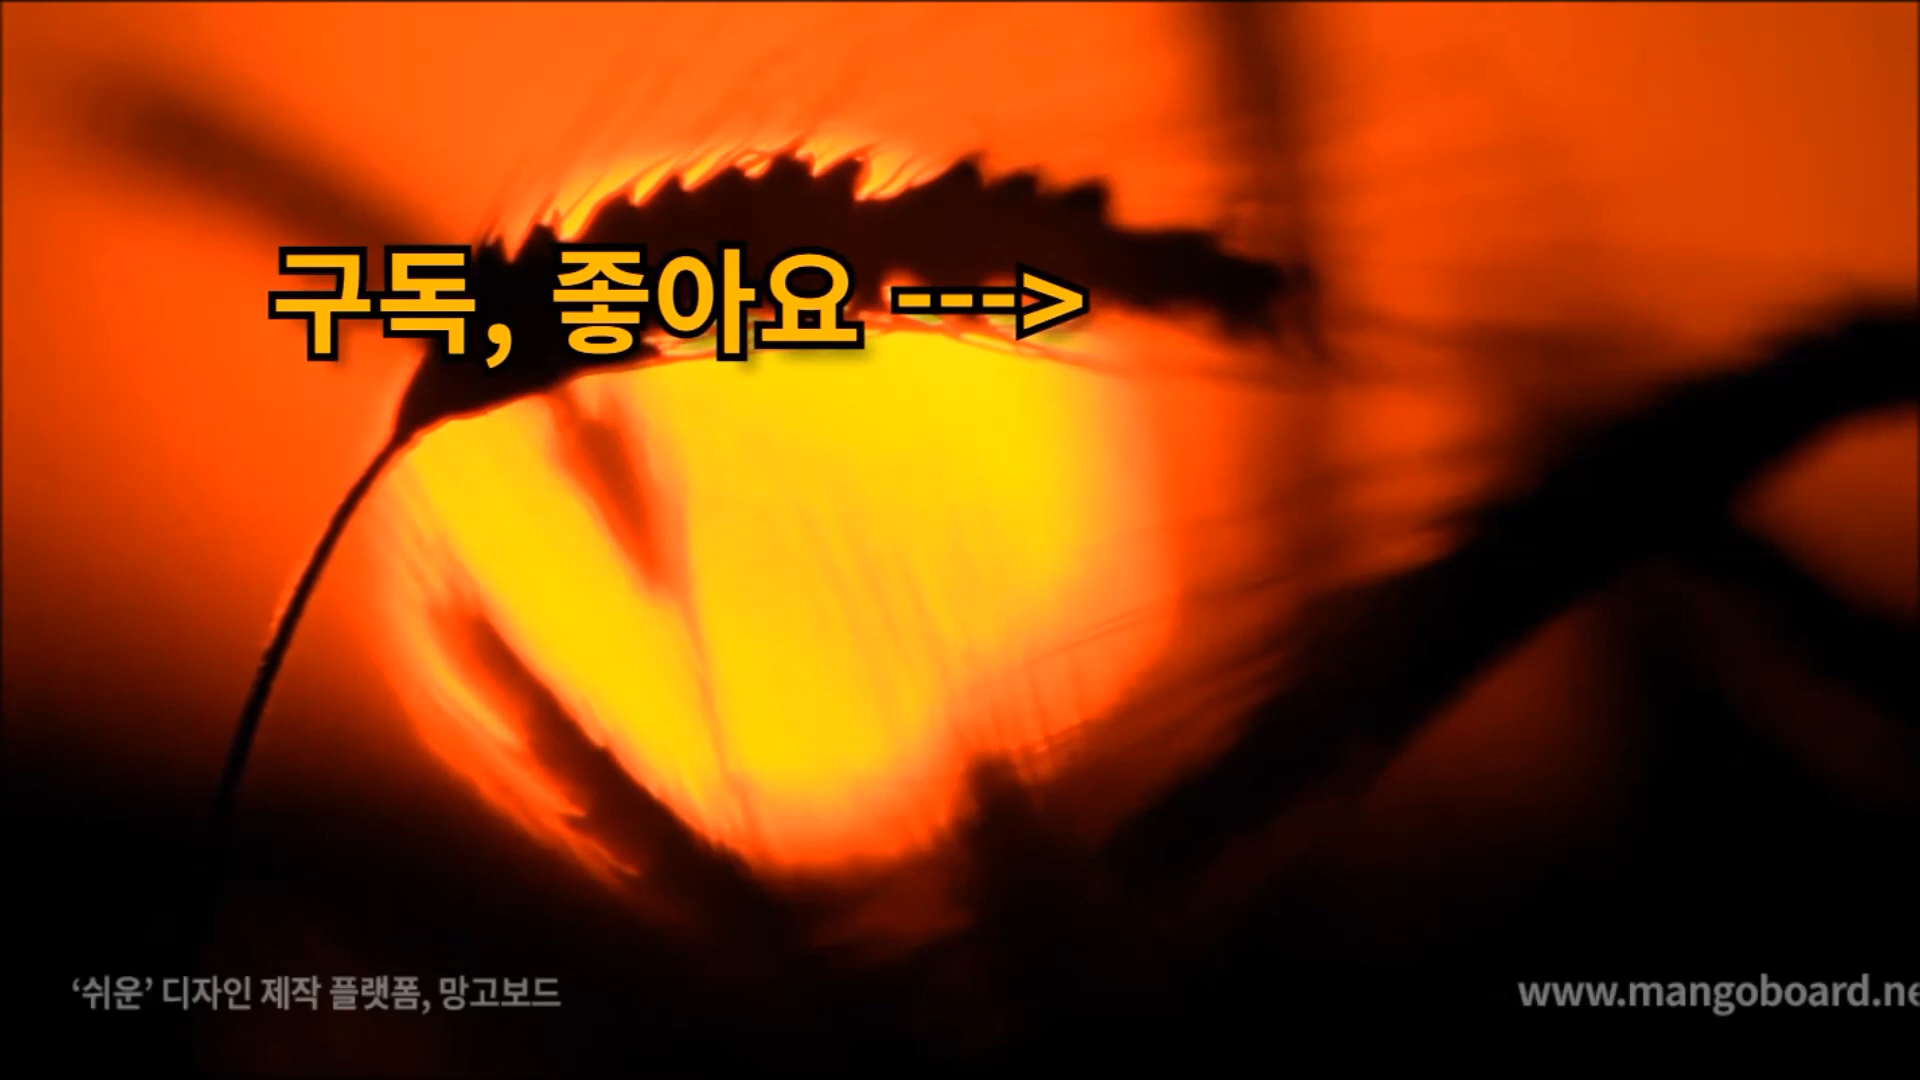 구독, 좋아요 --->
‘쉬운’ 디자인 제작 플랫폼, 망고보드
www.mangoboard.ne